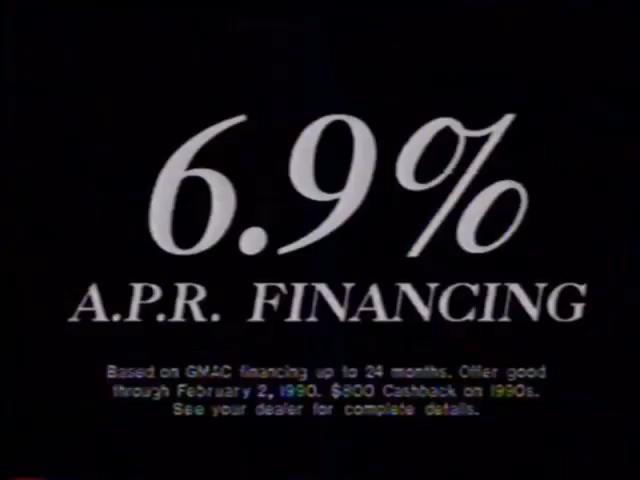 6.9%
A.P.R. FINANCING
Based on GMAC financing up to 24 months. Offer good
through February 2, 1990. $800 Cashback on 1990s.
See your dealer for complete details.